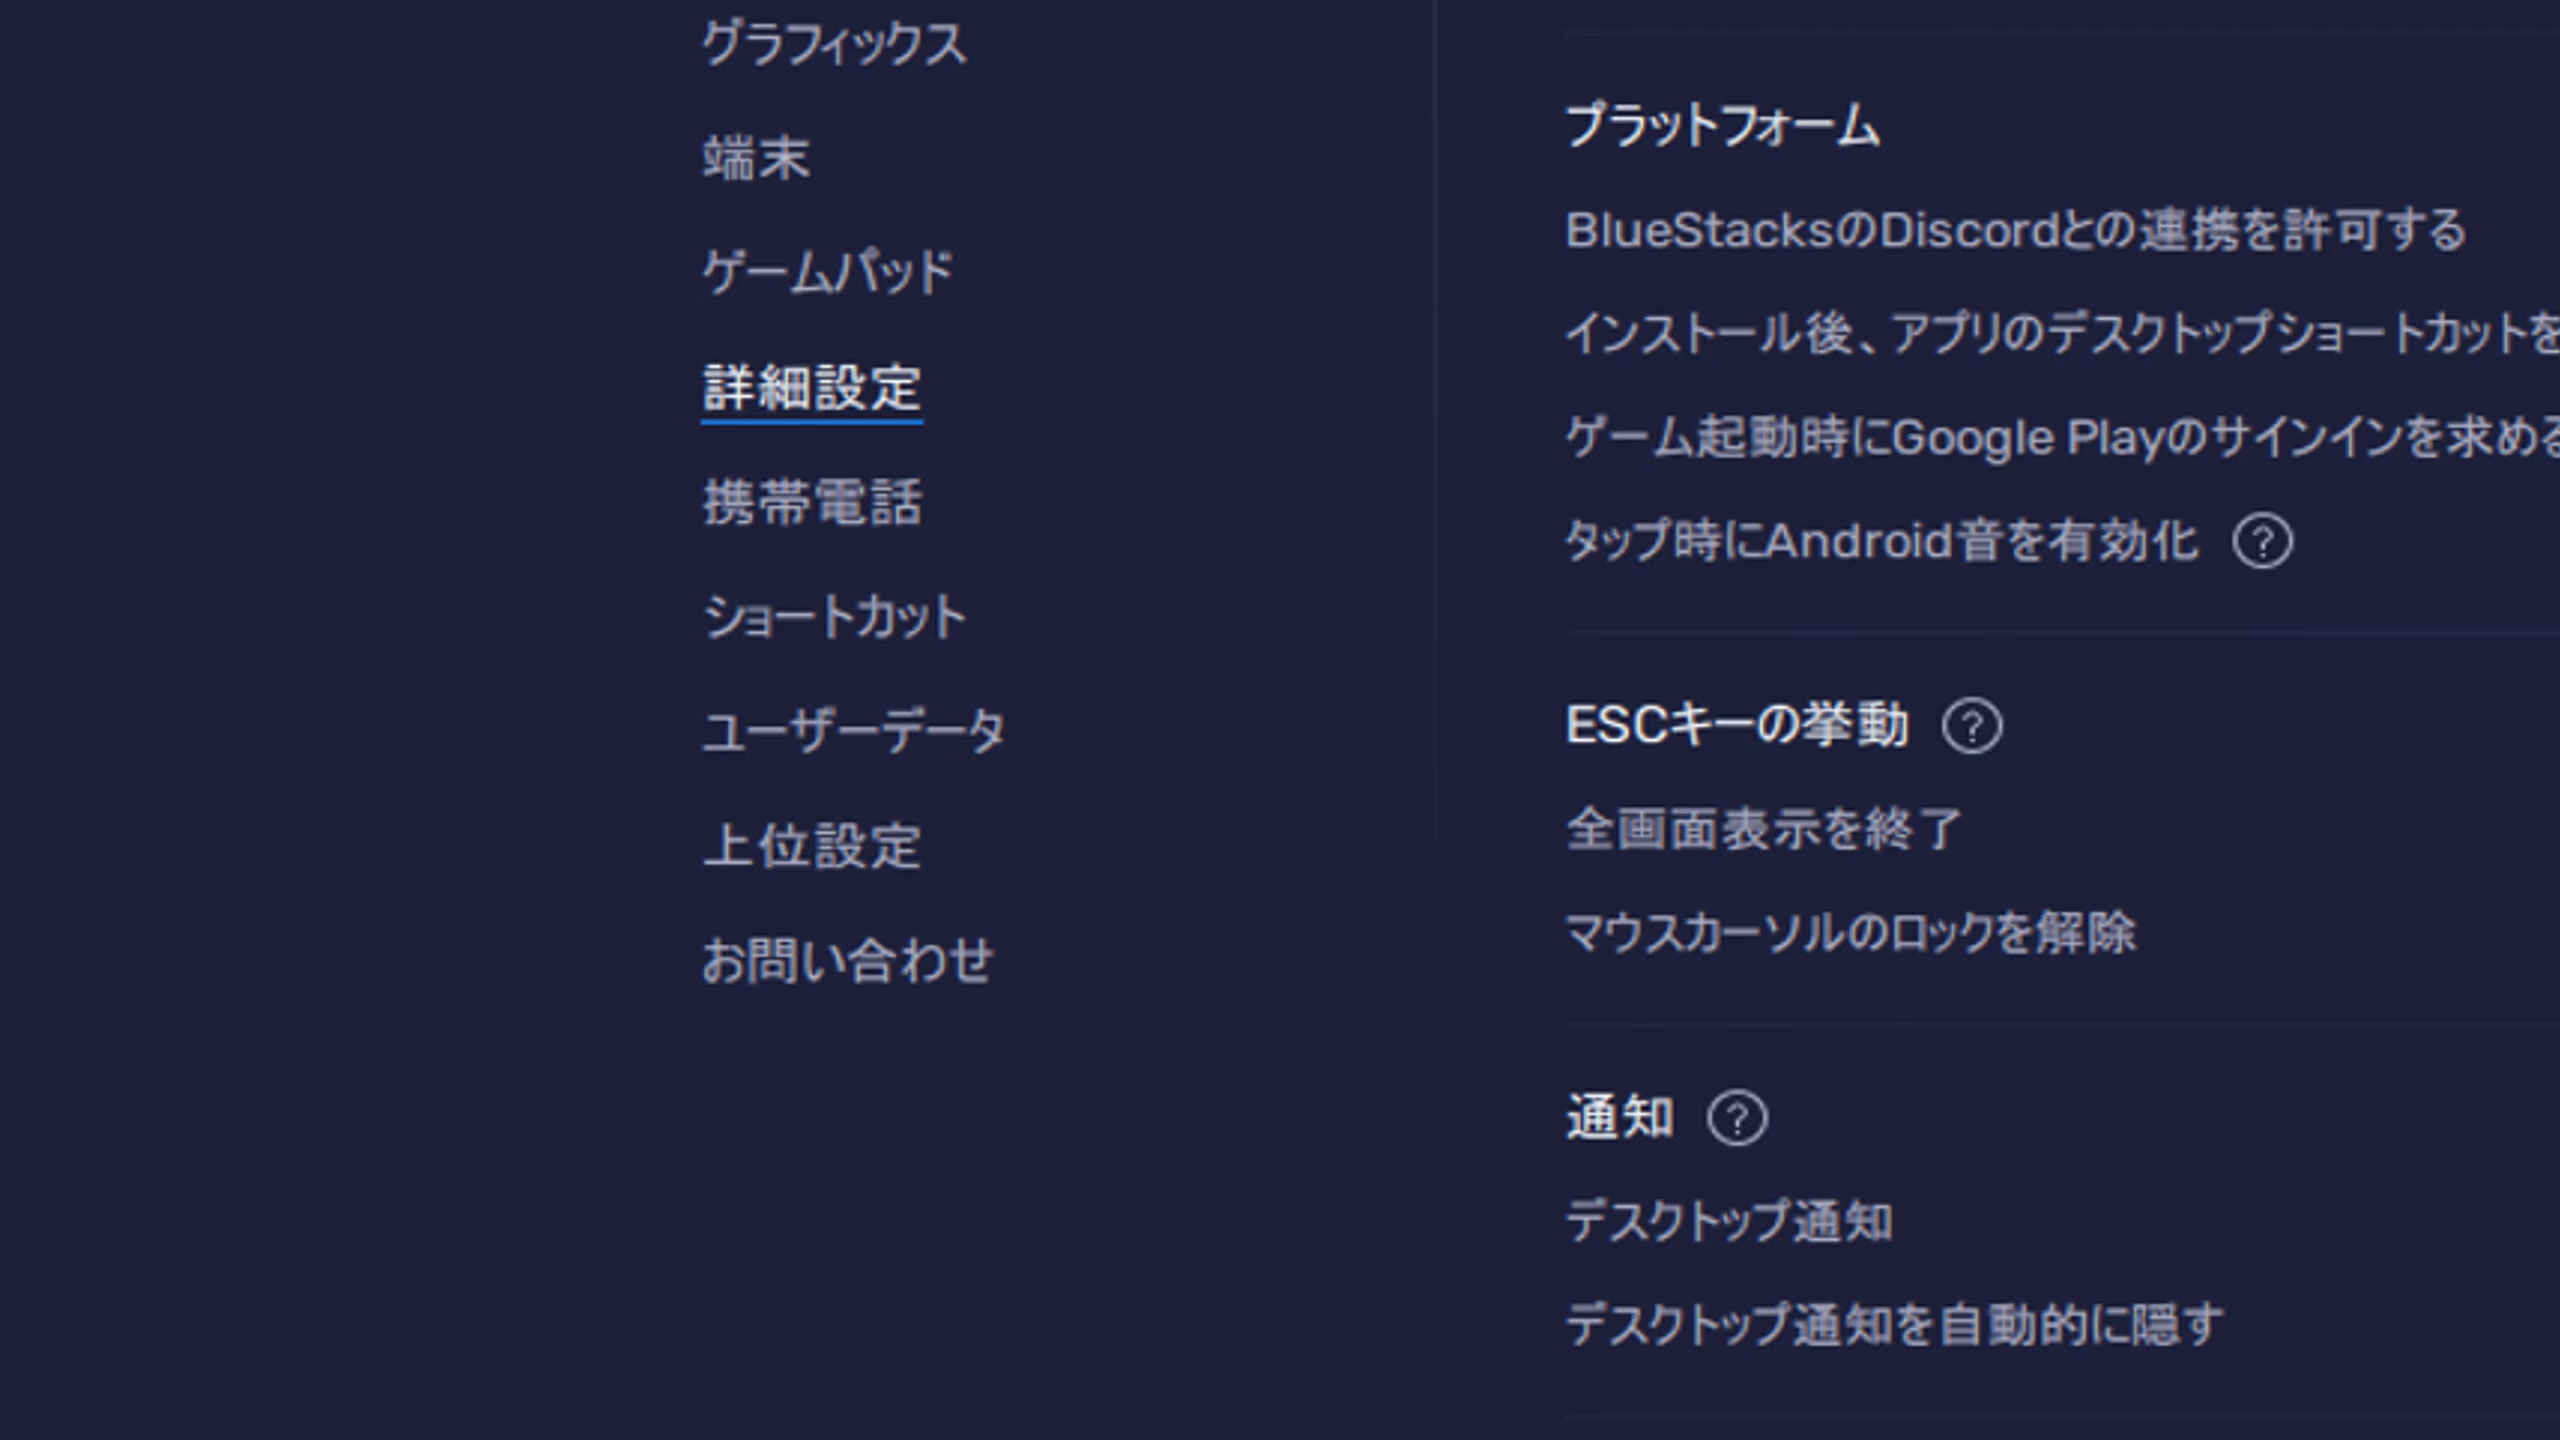 グラフィックス
端末
ゲームパッド
詳細設定
携帯電話
ショートカット
ユーザーデータ
上位設定
お問い合わせ
プラットフォーム
BlueStacksのDiscordとの連携を許可する
インストール後、アプリのデスクトップショートカットを
ゲーム起動時にGoogle Playのサインインを求める
タップ時にAndroid音を有効化 ?
ESCキーの挙動 ?
全画面表示を終了
マウスカーソルのロックを解除
通知 ?
デスクトップ通知
デスクトップ通知を自動的に隠す